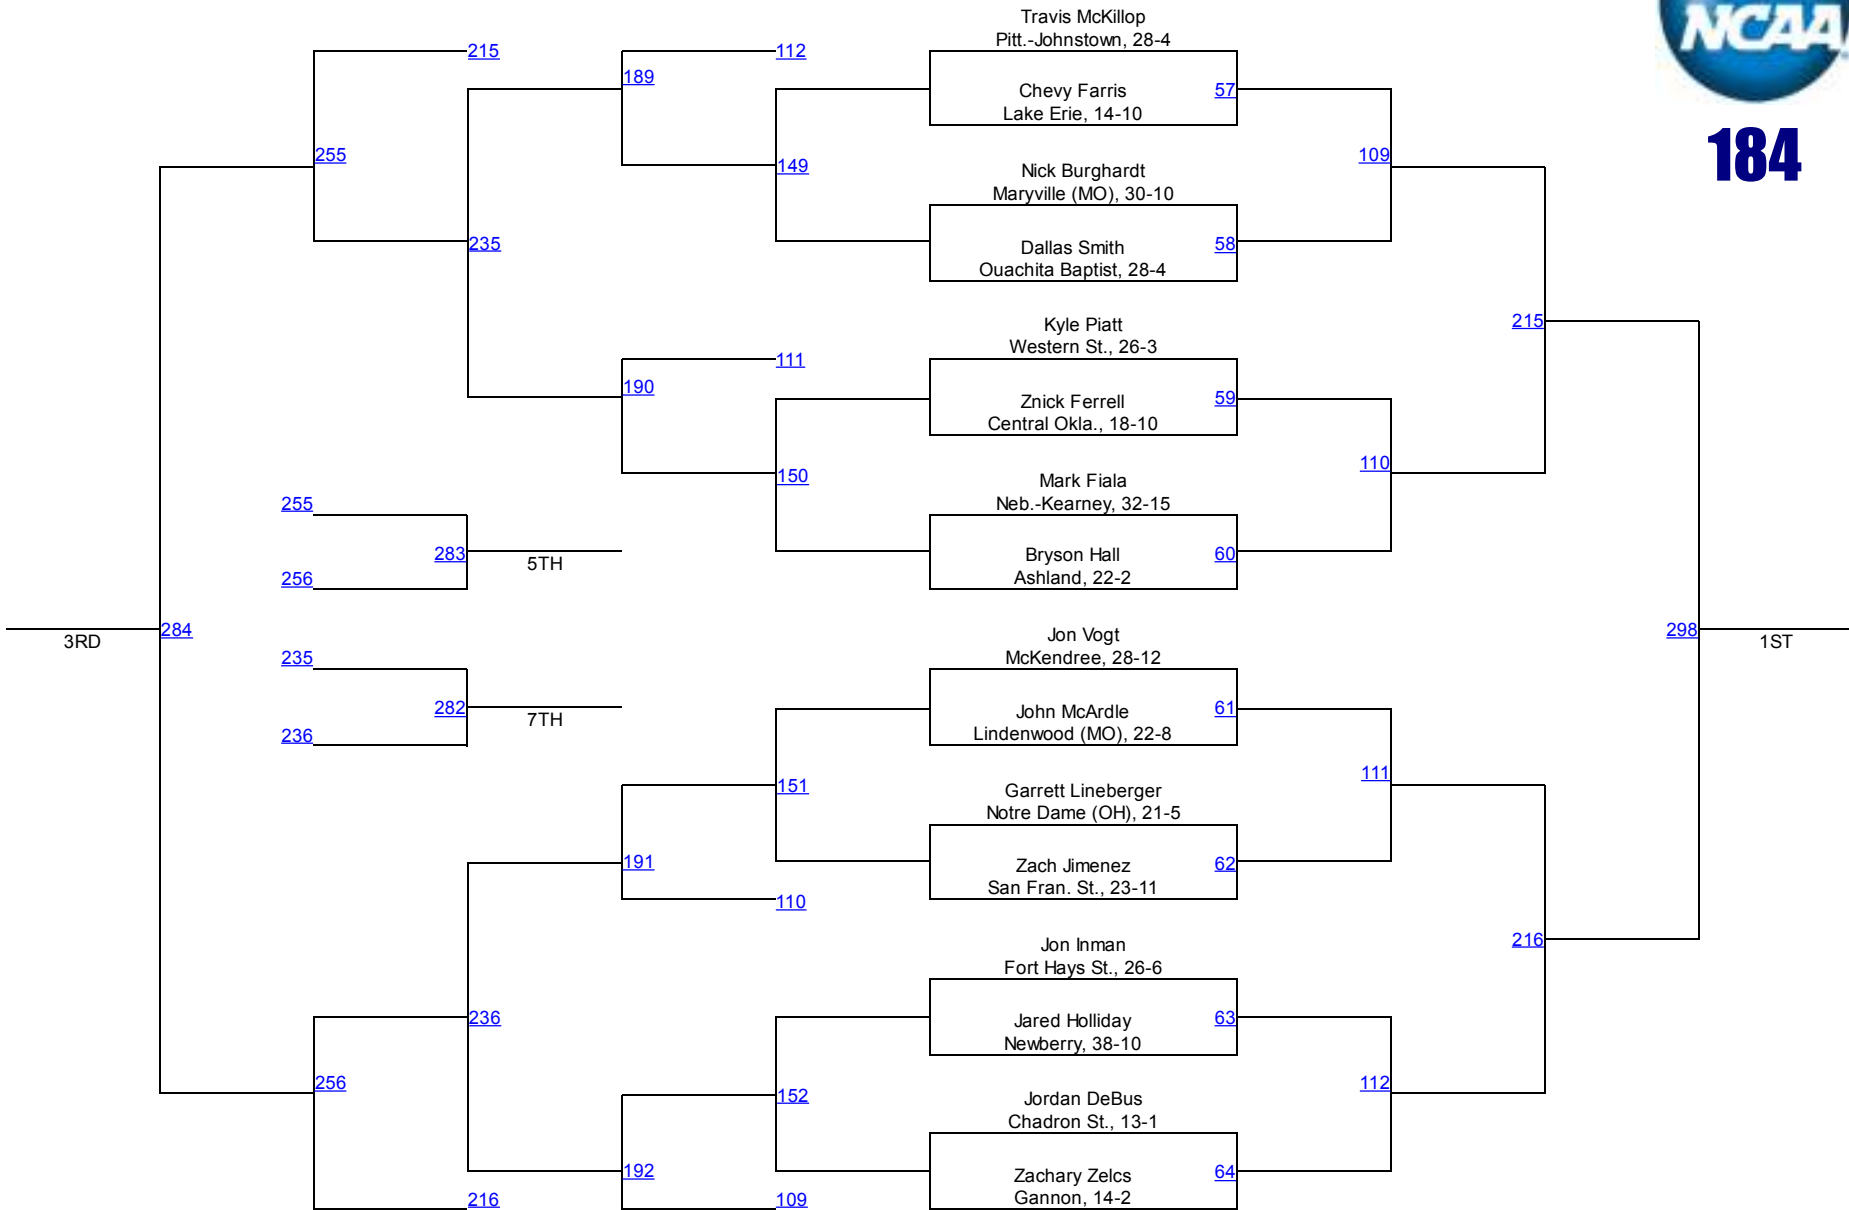 NCAA
184
Travis McKillop
Pitt.-Johnstown, 28-4
Chevy Farris
Lake Erie, 14-10
Nick Burghardt
Maryville (MO), 30-10
Dallas Smith
Ouachita Baptist, 28-4
Kyle Piatt
Western St., 26-3
Znick Ferrell
Central Okla., 18-10
Mark Fiala
Neb.-Kearney, 32-15
Bryson Hall
Ashland, 22-2
Jon Vogt
McKendree, 28-12
John McArdle
Lindenwood (MO), 22-8
Garrett Lineberger
Notre Dame (OH), 21-5
Zach Jimenez
San Fran. St., 23-11
Jon Inman
Fort Hays St., 26-6
Jared Holliday
Newberry, 38-10
Jordan DeBus
Chadron St., 13-1
Zachary Zelcs
Gannon, 14-2
57
58
59
60
61
62
63
64
109
110
111
112
215
216
298
1ST
149
150
151
152
112
111
110
109
189
190
191
192
235
236
215
216
255
256
284
3RD
255
256
283
5TH
235
236
282
7TH